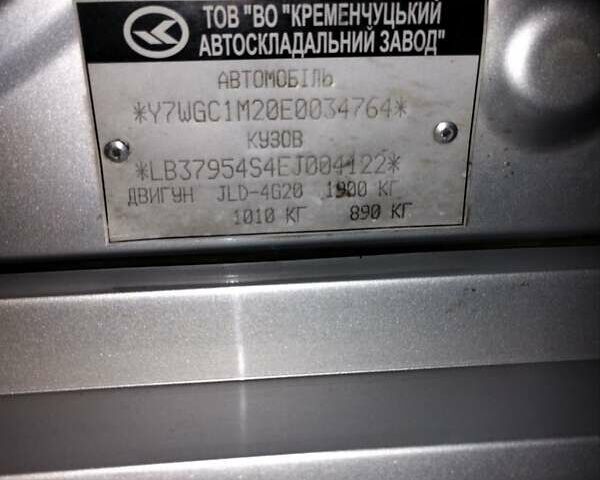 ТОВ "ВО "КРЕМЕНЧУЦЬКИЙ
АВТОСКЛАДАЛЬНИЙ ЗАВОД"
АВТОМОБІЛЬ
*Y7WGC1M20E0034764*
КУЗОВ
*LB37954S4EJ004122*
ДВИГУН JLD-4G20 1900 КГ
1010 КГ 890 КГ